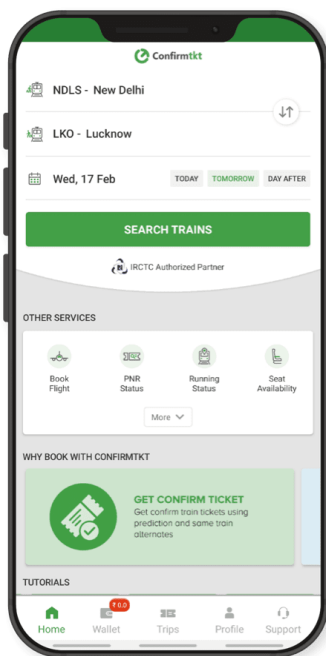 Confirmtkt
NDLS - New Delhi
LKO - Lucknow
Wed, 17 Feb
TODAY
TOMORROW
DAY AFTER
SEARCH TRAINS
IRCTC Authorized Partner
OTHER SERVICES
Book
Flight
PNR
Status
Running
Status
Seat
Availability
More
WHY BOOK WITH CONFIRMTKT
GET CONFIRM TICKET
Get confirm train tickets using
prediction and same train
alternates
TUTORIALS
₹0.0
Home
Wallet
Trips
Profile
Support